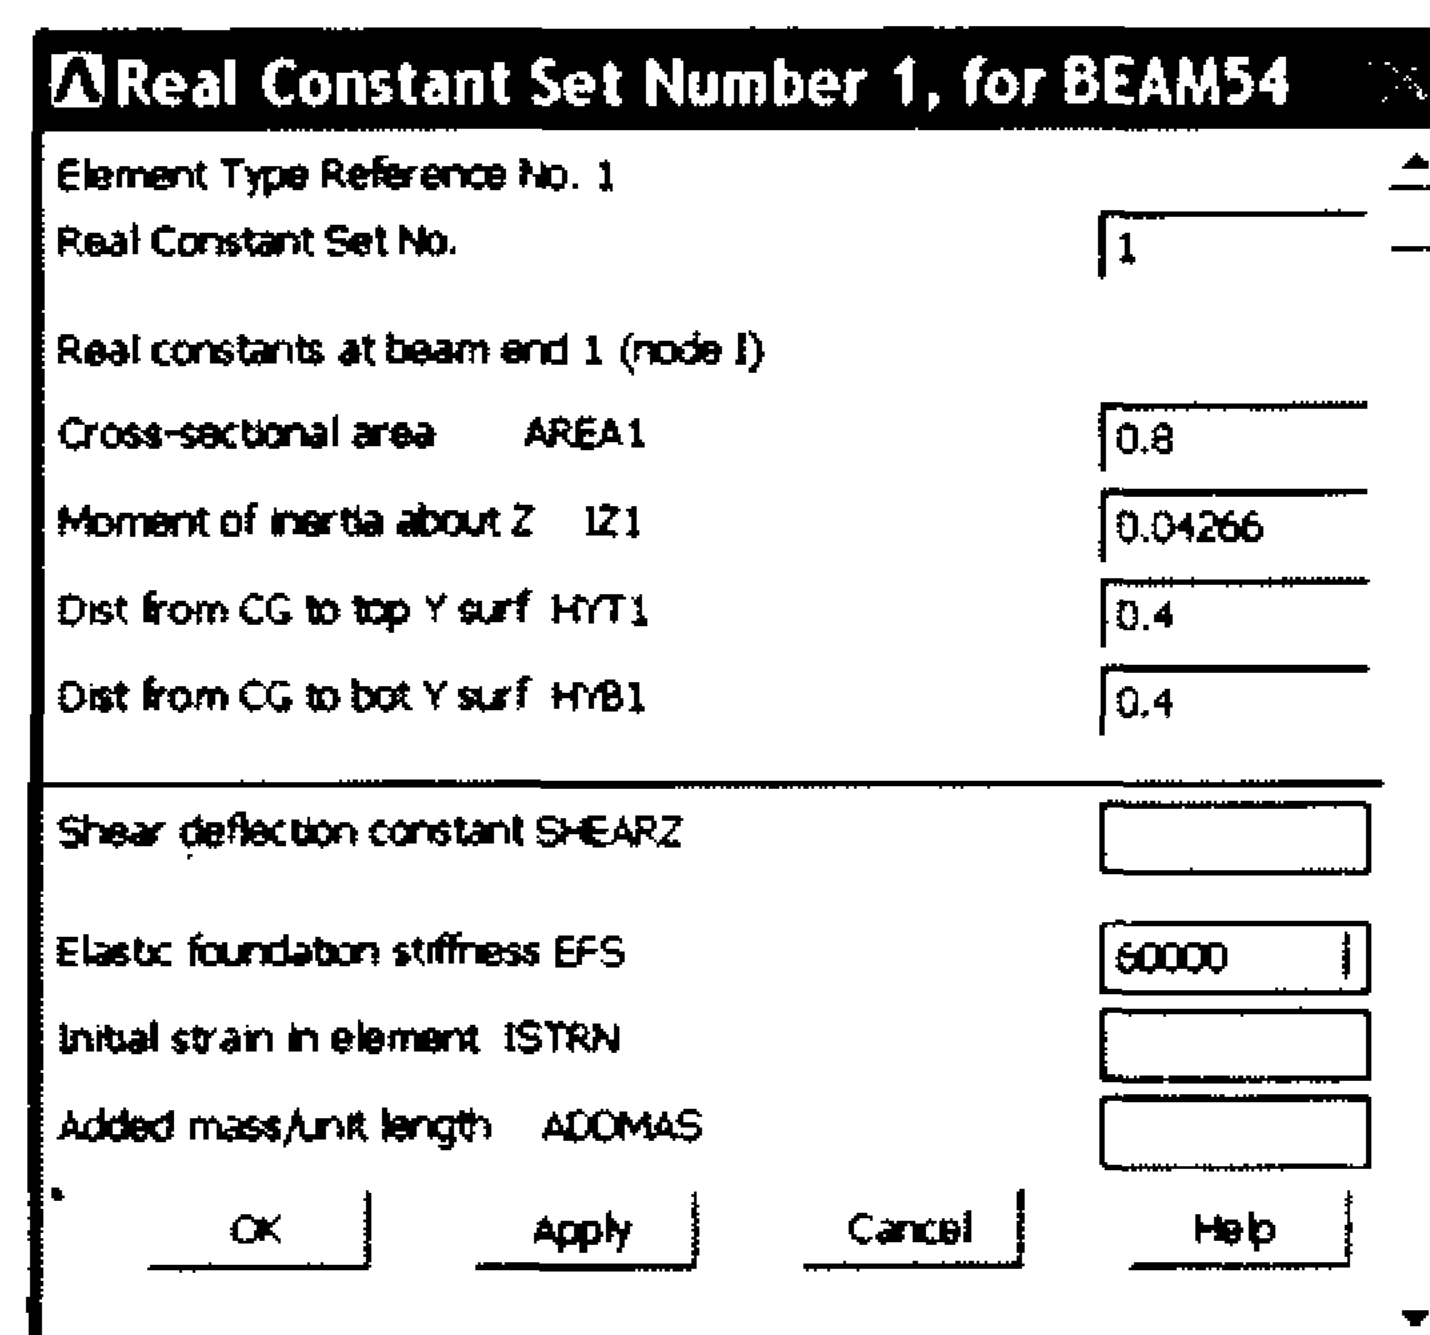 Real Constant Set Number 1, for BEAM54
Element Type Reference No. 1
Real Constant Set No. 1
Real constants at beam end 1 (node I)
Cross-sectional area AREA1 0.8
Moment of inertia about Z IZ1 0.04266
Dist from CG to top Y surf HYT1 0.4
Dist from CG to bot Y surf HYB1 0.4
Shear deflection constant SHEARZ
Elastic foundation stiffness EFS 60000
Initial strain in element ISTRN
Added mass/unit length ADDMAS
OK Apply Cancel Help